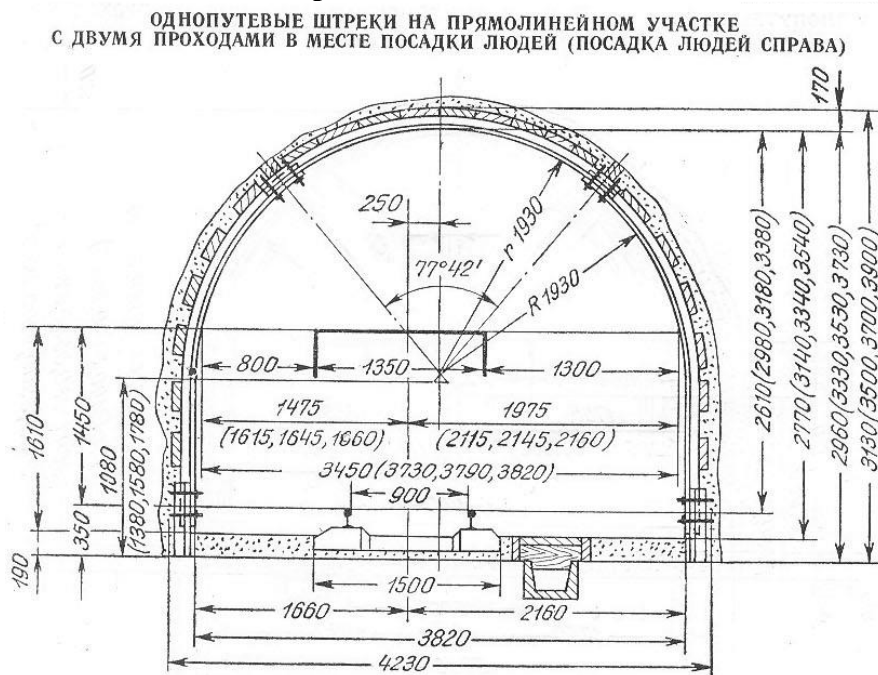 ОДНОПУТЕВЫЕ ШТРЕКИ НА ПРЯМОЛИНЕЙНОМ УЧАСТКЕ
С ДВУМЯ ПРОХОДАМИ В МЕСТЕ ПОСАДКИ ЛЮДЕЙ (ПОСАДКА ЛЮДЕЙ СПРАВА)
170
250
r 1930
77°42'
R 1930
800
1350
1300
1475
(1615, 1645, 1660)
1975
(2115, 2145, 2160)
3450 (3730, 3790, 3820)
900
1610
1450
1080
(1380, 1580, 1780)
350
190
2610 (2980, 3180, 3380)
2770 (3140, 3340, 3540)
2960 (3330, 3530, 3730)
3130 (3500, 3700, 3900)
1500
1660
2160
3820
4230